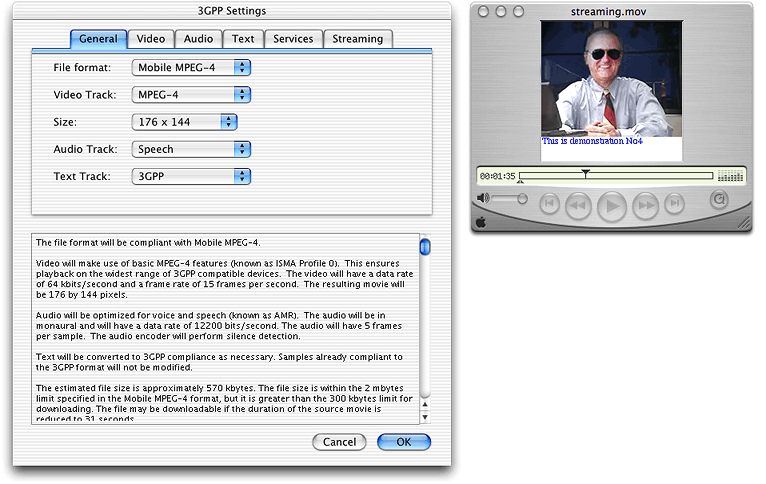 3GPP Settings
General
Video
Audio
Text
Services
Streaming
File format: Mobile MPEG-4
Video Track: MPEG-4
Size: 176 x 144
Audio Track: Speech
Text Track: 3GPP
The file format will be compliant with Mobile MPEG-4.
Video will make use of basic MPEG-4 features (known as ISMA Profile 0). This ensures
playback on the widest range of 3GPP compatible devices. The video will have a data rate
of 64 kbits/second and a frame rate of 15 frames per second. The resulting movie will
be 176 by 144 pixels.
Audio will be optimized for voice and speech (known as AMR). The audio will be in
monaural and will have a data rate of 12200 bits/second. The audio will have 5 frames
per sample. The audio encoder will perform silence detection.
Text will be converted to 3GPP compliance as necessary. Samples already compliant to
the 3GPP format will not be modified.
The estimated file size is approximately 570 kbytes. The file size is within the 2 mbytes
limit specified in the Mobile MPEG-4 format, but it is greater than the 300 kbytes limit for
downloading. The file may be downloadable if the duration of the source movie is
reduced to 31 seconds.
Cancel
OK
streaming.mov
This is demonstration No4
00:01:35